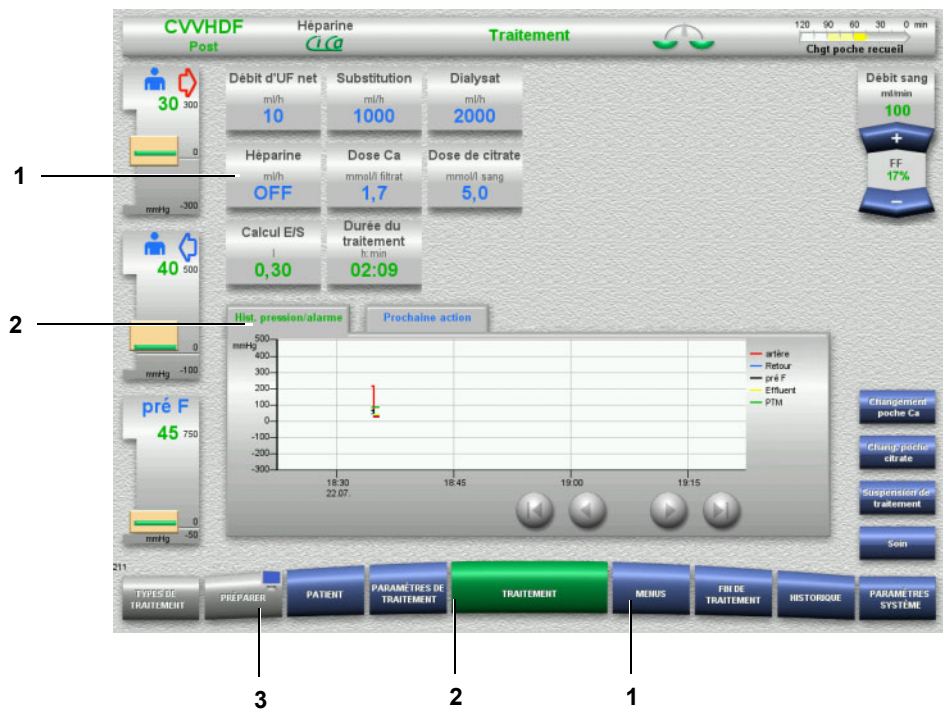 CVVHDF
Post
Héparine
Ci Ca
Traitement
120 90 60 30 0 min
Chgt poche recueil
30
300
0
mmHg
-300
40
500
0
mmHg
-100
pré F
45
750
0
mmHg
-50
Débit d'UF net
ml/h
10
Substitution
ml/h
1000
Dialysat
ml/h
2000
Héparine
ml/h
OFF
Dose Ca
mmol/l filtrat
1,7
Dose de citrate
mmol/l sang
5,0
Calcul E/S
l
0,30
Durée du
traitement
h: min
02:09
Débit sang
ml/min
100
+
FF
17%
–
Hist. pression/alarme
Prochaine action
mmHg
500
400
300
200
100
0
-100
-200
-300
18:30
22.07.
18:45
19:00
19:15
artère
Retour
pré F
Effluent
PTM
Changement
poche Ca
Chang. poche
citrate
Suspension de
traitement
Soin
211
TYPES DE
TRAITEMENT
PRÉPARER
PATIENT
PARAMÈTRES DE
TRAITEMENT
TRAITEMENT
MENUS
FIN DE
TRAITEMENT
HISTORIQUE
PARAMÈTRES
SYSTÈME
1
2
3
2
1